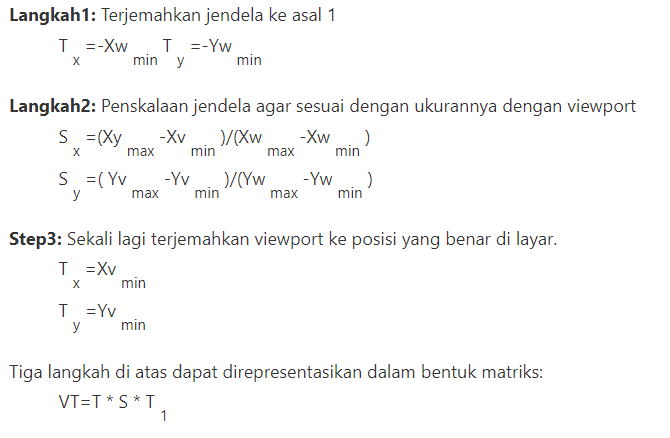 Langkah1: Terjemahkan jendela ke asal 1
T x =-Xw min T y =-Yw min
Langkah2: Penskalaan jendela agar sesuai dengan ukurannya dengan viewport
S x =(Xy max -Xv min )/(Xw max -Xw min )
S y =( Yv max -Yv min )/(Yw max -Yw min )
Step3: Sekali lagi terjemahkan viewport ke posisi yang benar di layar.
T x =Xv min
T y =Yv min
Tiga langkah di atas dapat direpresentasikan dalam bentuk matriks:
VT=T * S * T 1